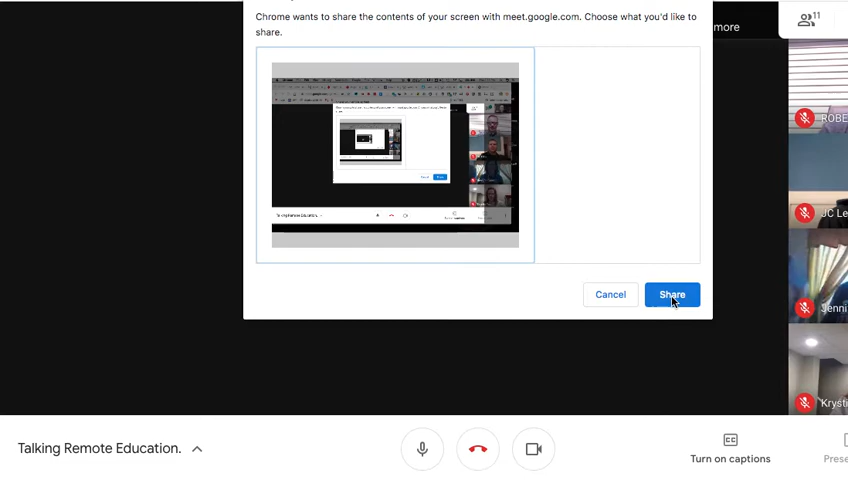 Chrome wants to share the contents of your screen with meet.google.com. Choose what you'd like to
share.
more
11
ROBE
JC Le
Jenni
Krysti
Cancel
Share
Talking Remote Education.
Turn on captions
Prese